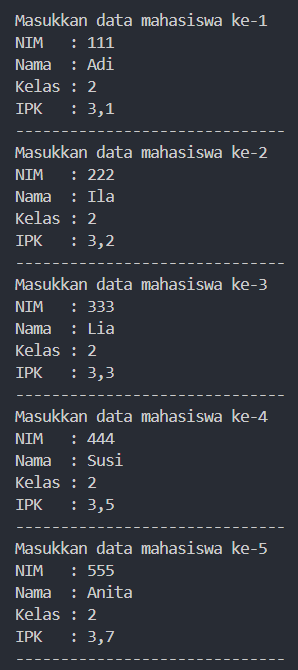 Masukkan data mahasiswa ke-1
NIM   : 111
Nama  : Adi
Kelas : 2
IPK   : 3,1
------------------------------
Masukkan data mahasiswa ke-2
NIM   : 222
Nama  : Ila
Kelas : 2
IPK   : 3,2
------------------------------
Masukkan data mahasiswa ke-3
NIM   : 333
Nama  : Lia
Kelas : 2
IPK   : 3,3
------------------------------
Masukkan data mahasiswa ke-4
NIM   : 444
Nama  : Susi
Kelas : 2
IPK   : 3,5
------------------------------
Masukkan data mahasiswa ke-5
NIM   : 555
Nama  : Anita
Kelas : 2
IPK   : 3,7
------------------------------